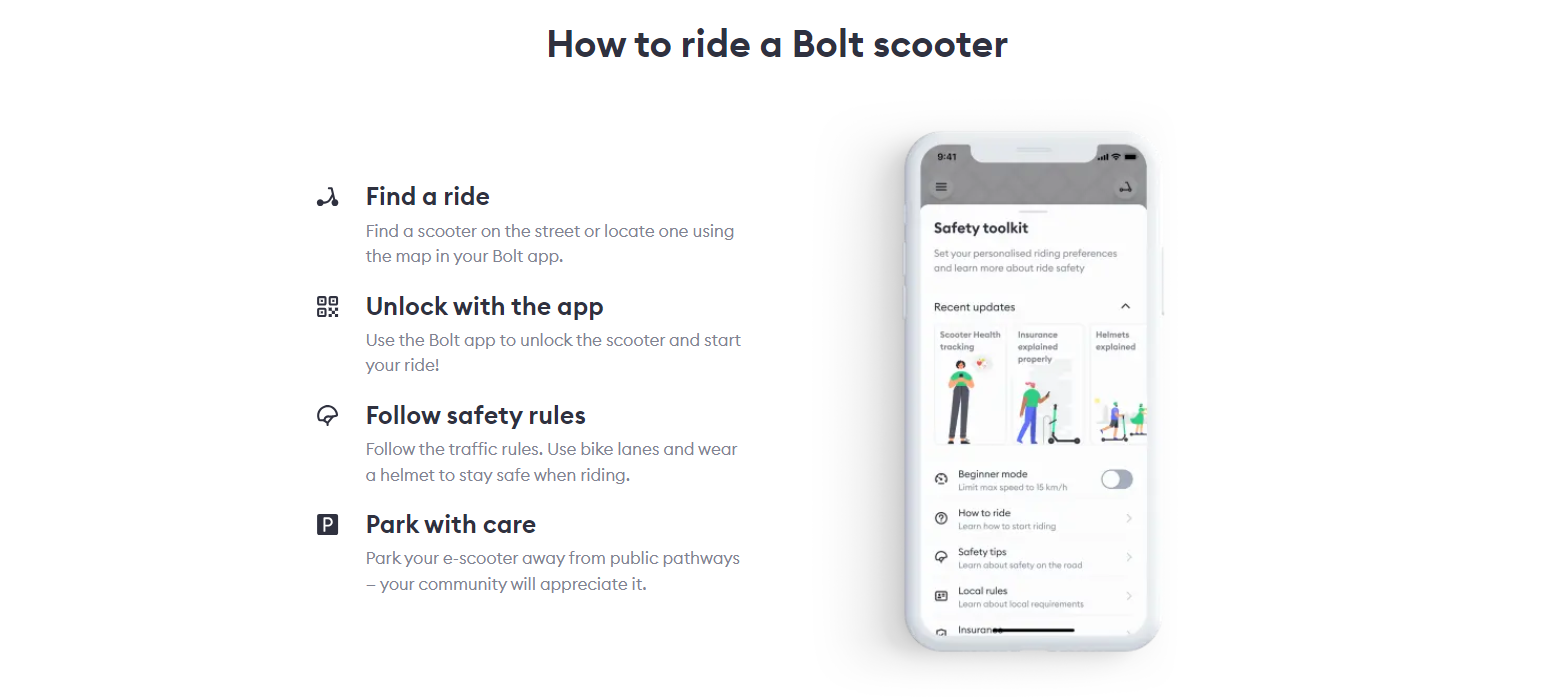 How to ride a Bolt scooter
Find a ride
Find a scooter on the street or locate one using
the map in your Bolt app.
Unlock with the app
Use the Bolt app to unlock the scooter and start
your ride!
Follow safety rules
Follow the traffic rules. Use bike lanes and wear
a helmet to stay safe when riding.
Park with care
Park your e-scooter away from public pathways
– your community will appreciate it.
9:41
Safety toolkit
Set your personalised riding preferences
and learn more about ride safety
Recent updates
Scooter Health
tracking
Insurance
explained
properly
Helmets
explained
Beginner mode
Limit max speed to 15 km/h
How to ride
Learn how to start riding
Safety tips
Learn about safety on the road
Local rules
Learn about local requirements
Insurance